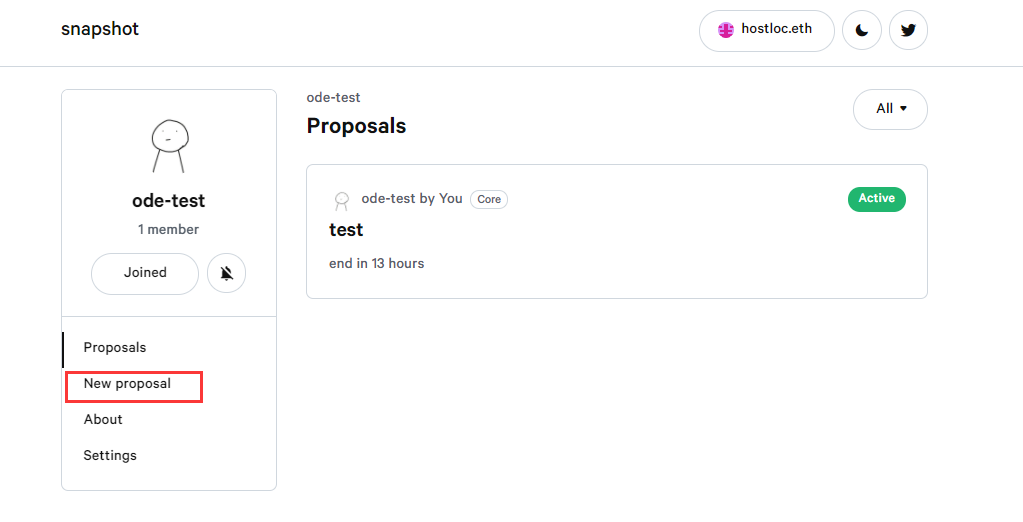 snapshot
hostloc.eth
ode-test
1 member
Joined
Proposals
New proposal
About
Settings
ode-test
Proposals
All
ode-test by You Core
Active
test
end in 13 hours